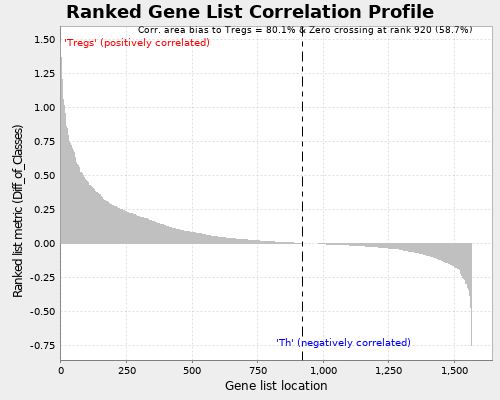 Ranked Gene List Correlation Profile
Corr. area bias to Tregs = 80.1% & Zero crossing at rank 920 (58.7%)
'Tregs' (positively correlated)
1.50
1.25
1.00
0.75
0.50
0.25
0.00
-0.25
-0.50
-0.75
Ranked list metric (Diff_of_Classes)
'Th' (negatively correlated)
0 250 500 750 1,000 1,250 1,500
Gene list location